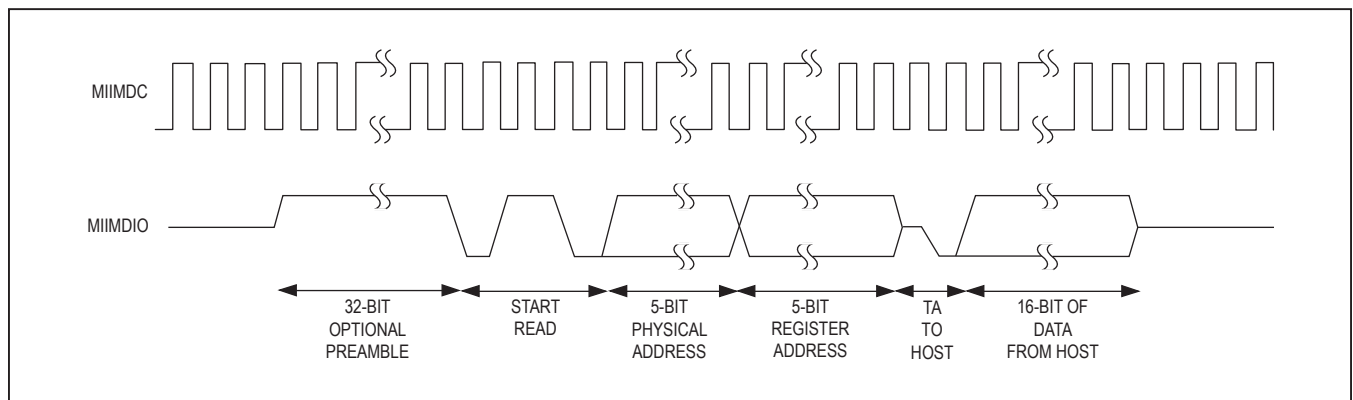 MIIMDC
MIIMDIO
32-BIT
OPTIONAL
PREAMBLE
START
READ
5-BIT
PHYSICAL
ADDRESS
5-BIT
REGISTER
ADDRESS
TA
TO
HOST
16-BIT OF
DATA
FROM HOST